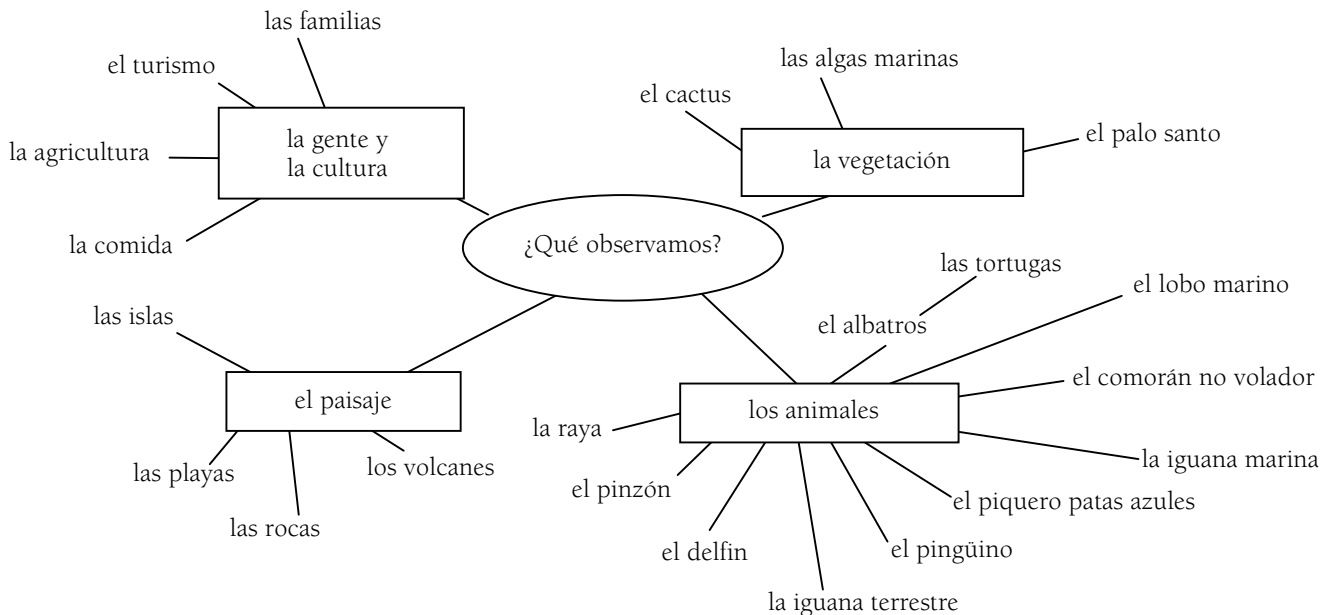 las familias
el turismo
la agricultura
la gente y
la cultura
la comida
las algas marinas
el cactus
el palo santo
la vegetación
¿Qué observamos?
las islas
el paisaje
las playas
las rocas
los volcanes
las tortugas
el lobo marino
el albatros
el comorán no volador
los animales
la raya
la iguana marina
el pinzón
el piquero patas azules
el delfin
el pingüino
la iguana terrestre